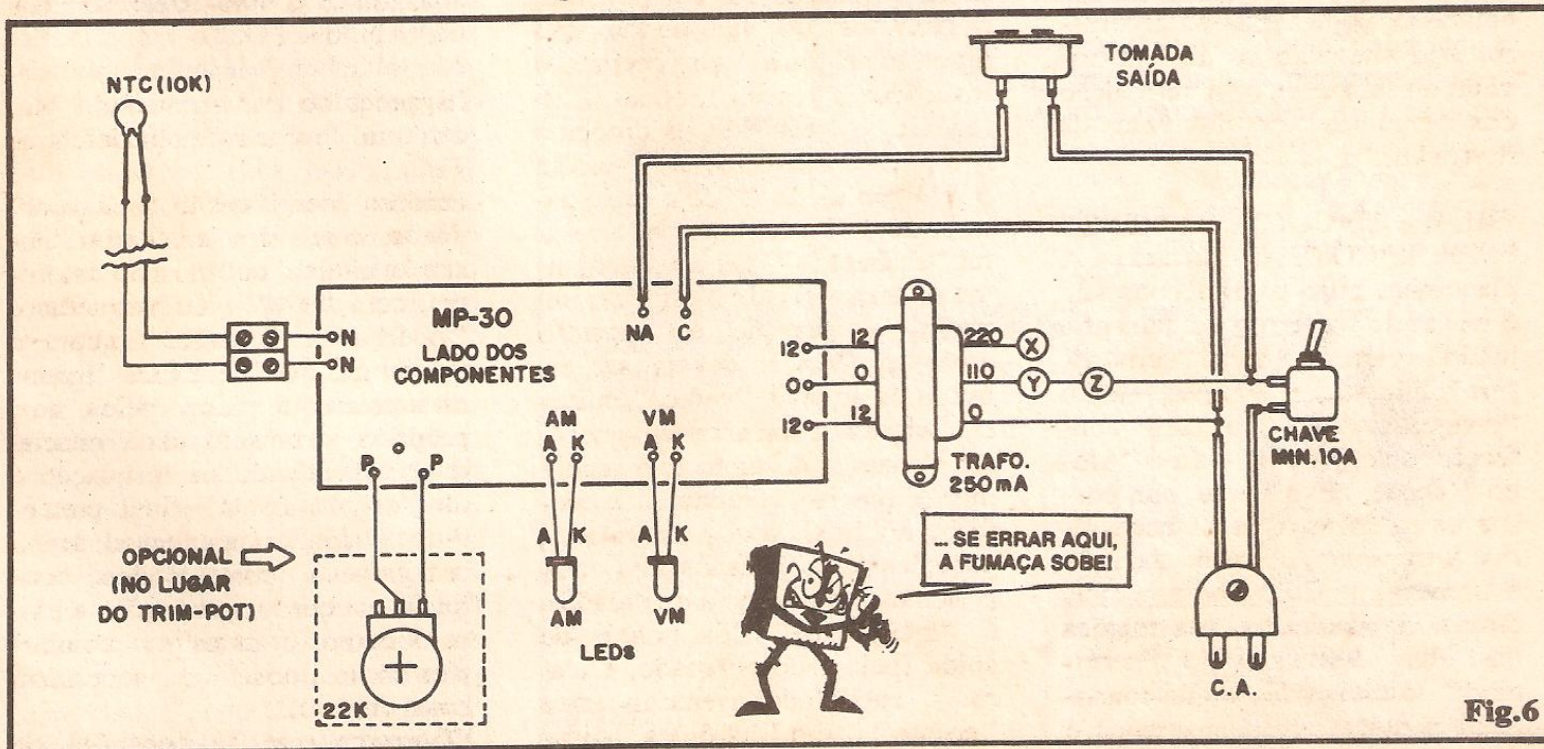 NTC (10K)
TOMADA
SAÍDA
MP-30
LADO DOS
COMPONENTES
N
N
NA C
12 12
0 0
12 12
220 X
110 Y Z
0
TRAFO.
250mA
CHAVE
MIN. 10A
P P
AM
A K
VM
A K
A K
A K
AM
VM
LEDs
OPCIONAL
(NO LUGAR
DO TRIM-POT)
22K
... SE ERRAR AQUI,
A FUMAÇA SOBE!
C.A.
Fig.6